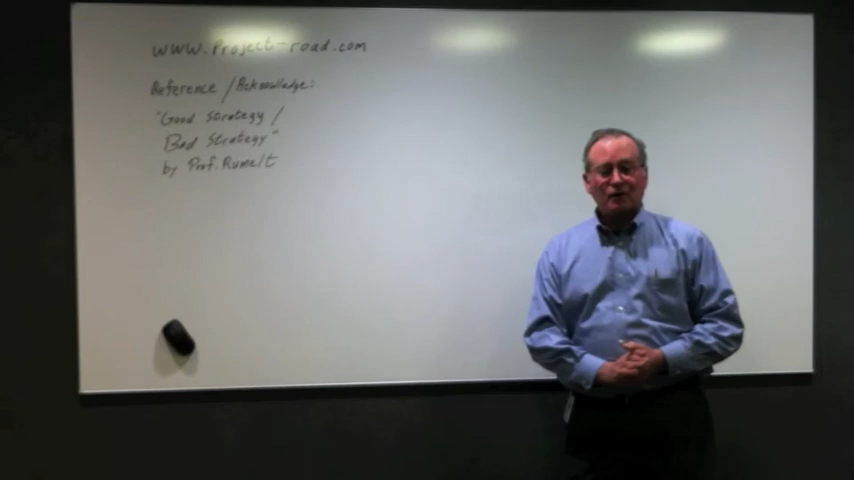 www.Project-road.com
Reference / Acknowledge:
"Good strategy /
Bad Strategy"
by Prof. Rumelt